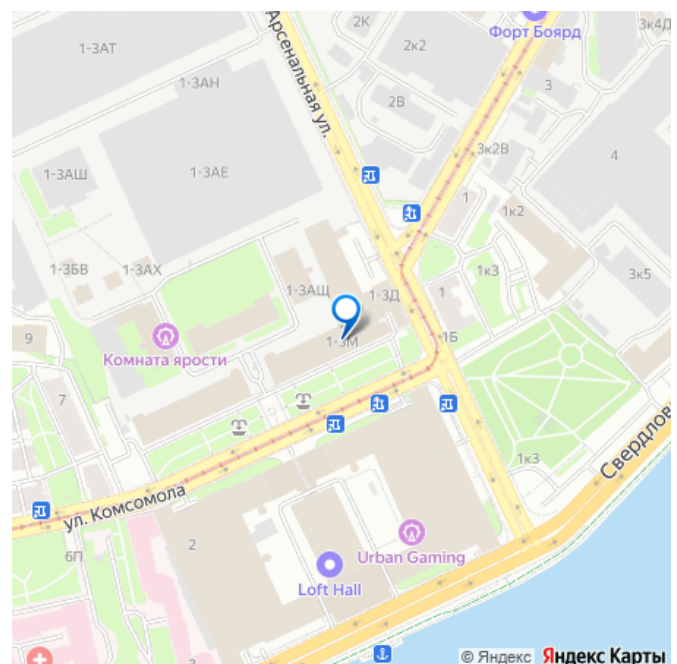 Форт Боярд
3к4Д
2К
1-3АТ
2к2
Арсенальная ул.
1-3АН
3
2В
3к2В
4
1-3АШ
1-3АЕ
1
1к2
1-3БВ
1-3АХ
1к3
3к5
1-3АЩ
1-3Д
1
9
1-3М
1Б
Комната ярости
7
1к3
Свердлов
ул. Комсомола
6П
2
Urban Gaming
Loft Hall
3
© Яндекс Яндекс Карты